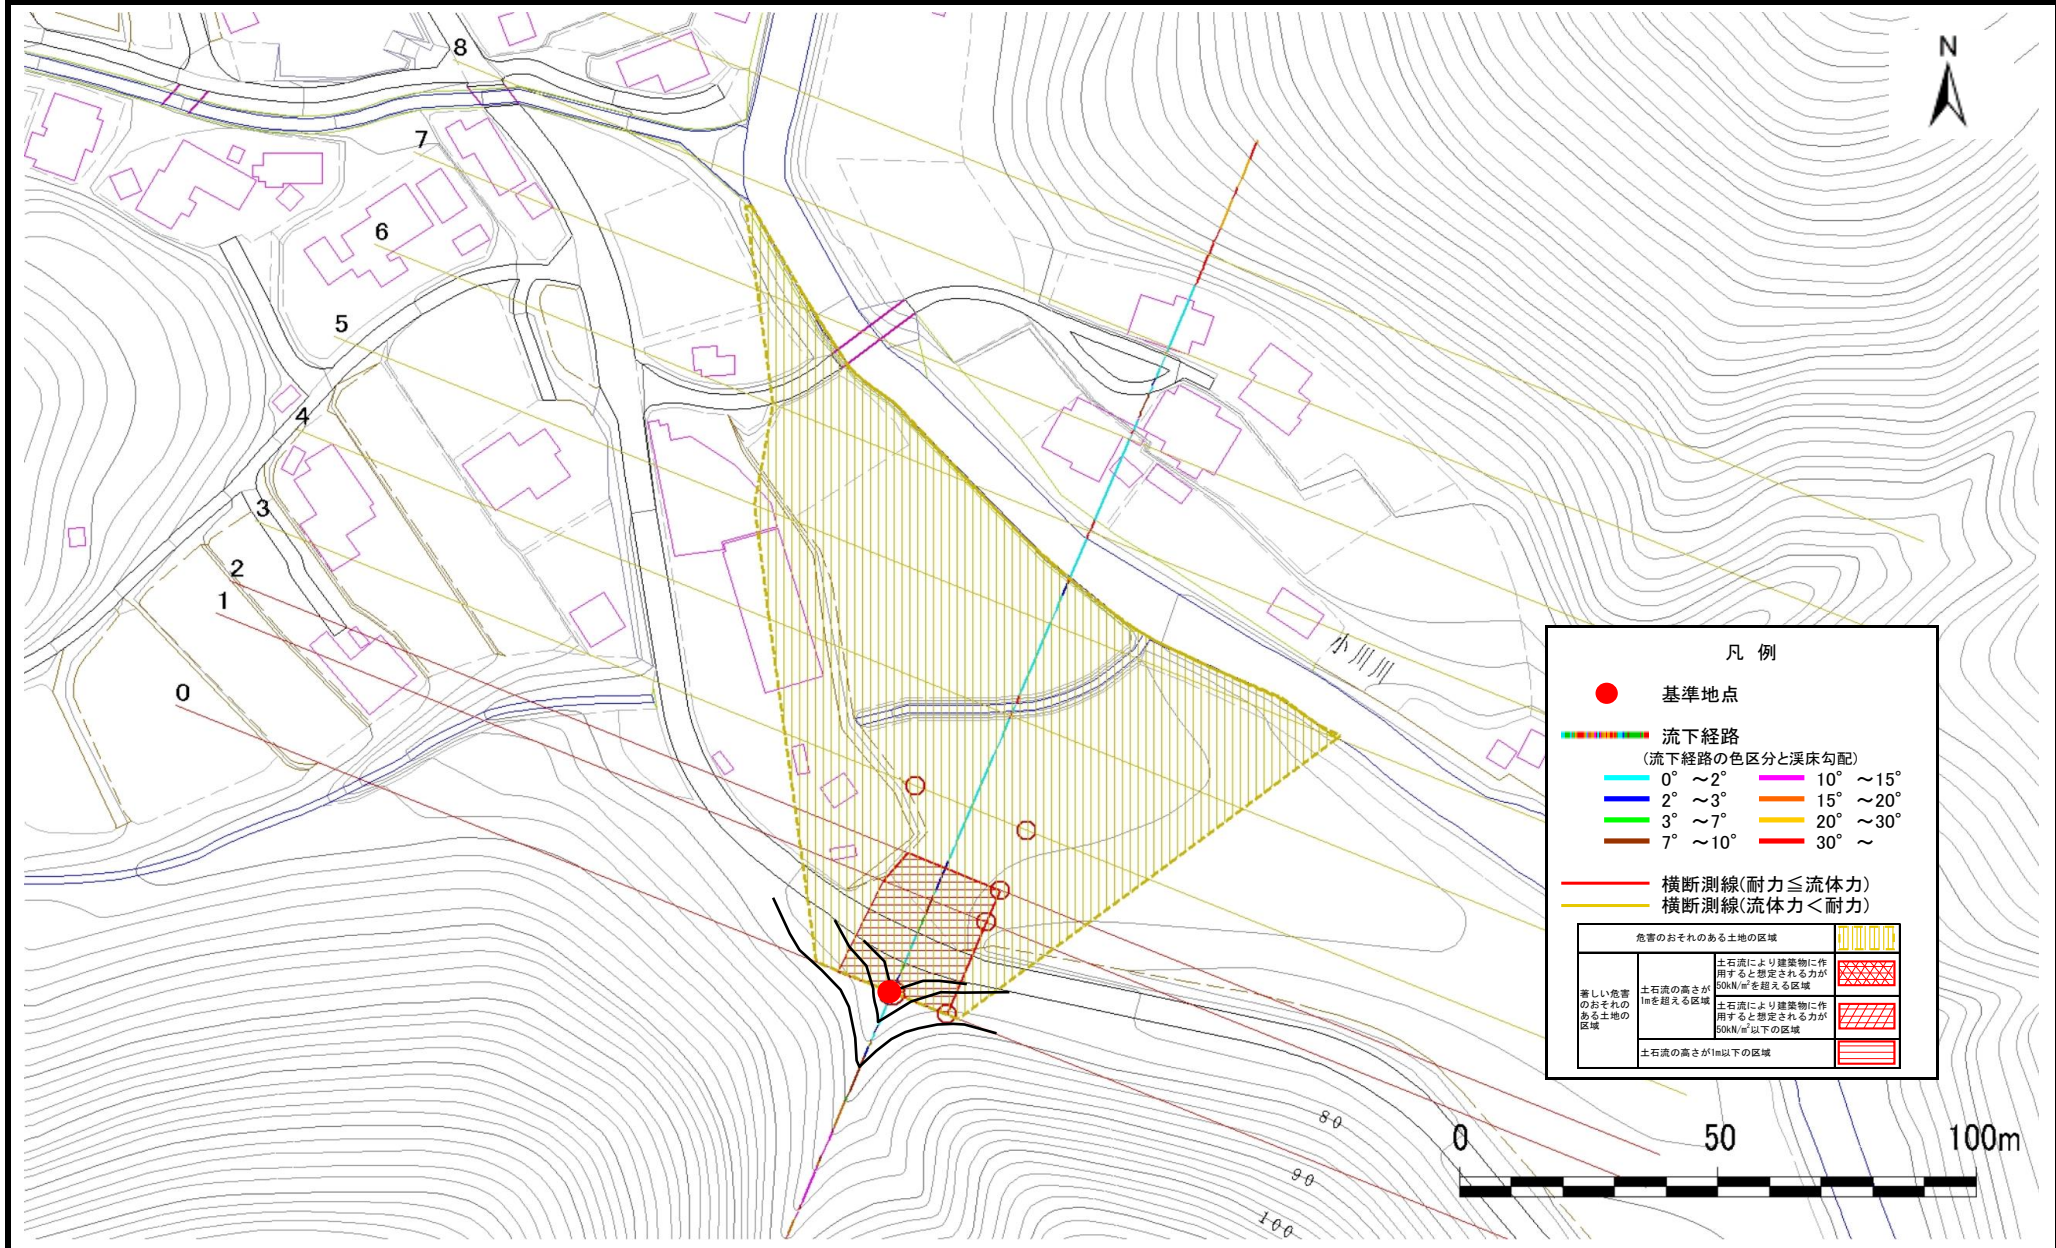 8
N
7
6
5
4
3
2
1
0
小川川
凡 例
基準地点
流下経路
(流下経路の色区分と渓床勾配)
0° ～2° 10° ～15°
2° ～3° 15° ～20°
3° ～7° 20° ～30°
7° ～10° 30° ～
横断測線(耐力≦流体力)
横断測線(流体力＜耐力)
危害のおそれのある土地の区域
著しい危害
のおそれの
ある土地の
区域
土石流の高さが
1mを超える区域
土石流により建築物に作
用すると想定される力が
50kN/m²を超える区域
土石流により建築物に作
用すると想定される力が
50kN/m²以下の区域
土石流の高さが1m以下の区域
80
90
100
0 50 100m